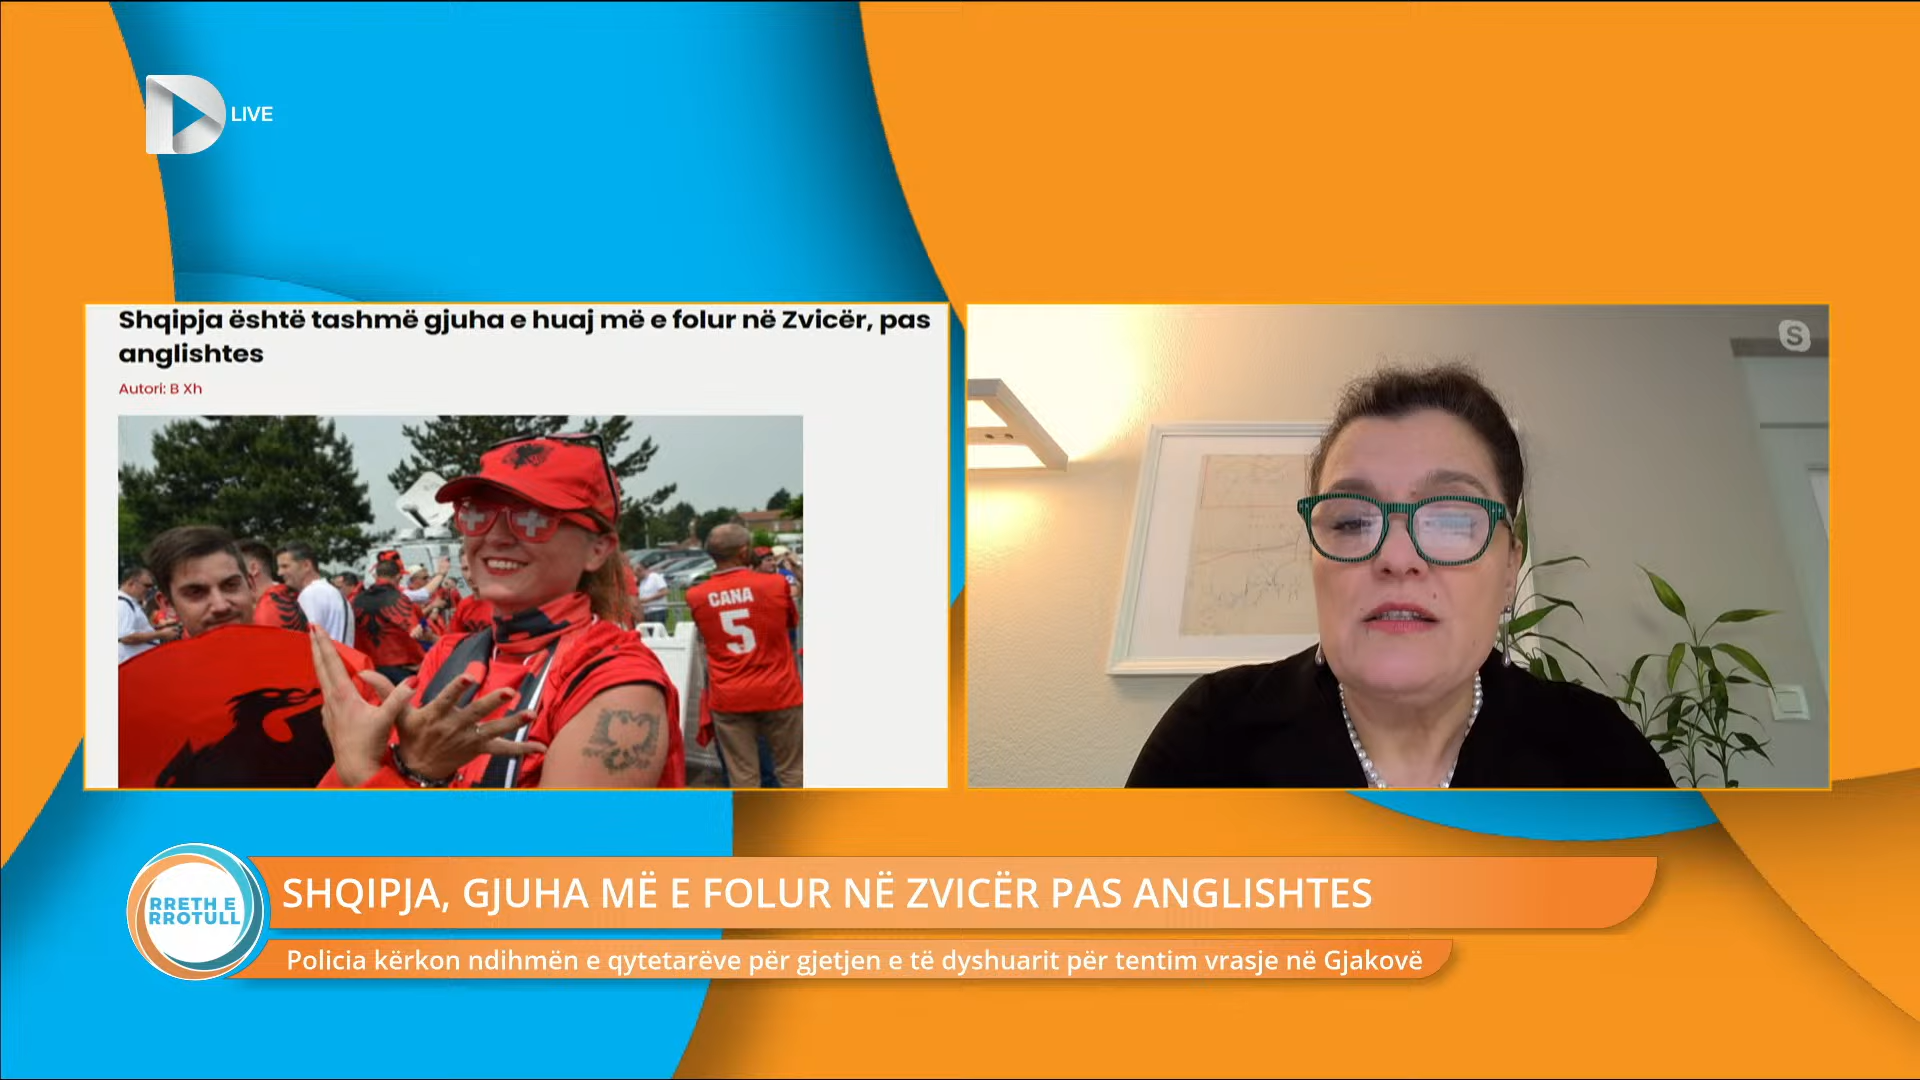 LIVE
Shqipja është tashmë gjuha e huaj më e folur në Zvicër, pas
anglishtes
Autori: B Xh
CANA
5
S
RRETH E
RROTULL
SHQIPJA, GJUHA MË E FOLUR NË ZVICËR PAS ANGLISHTES
Policia kërkon ndihmën e qytetarëve për gjetjen e të dyshuarit për tentim vrasje në Gjakovë